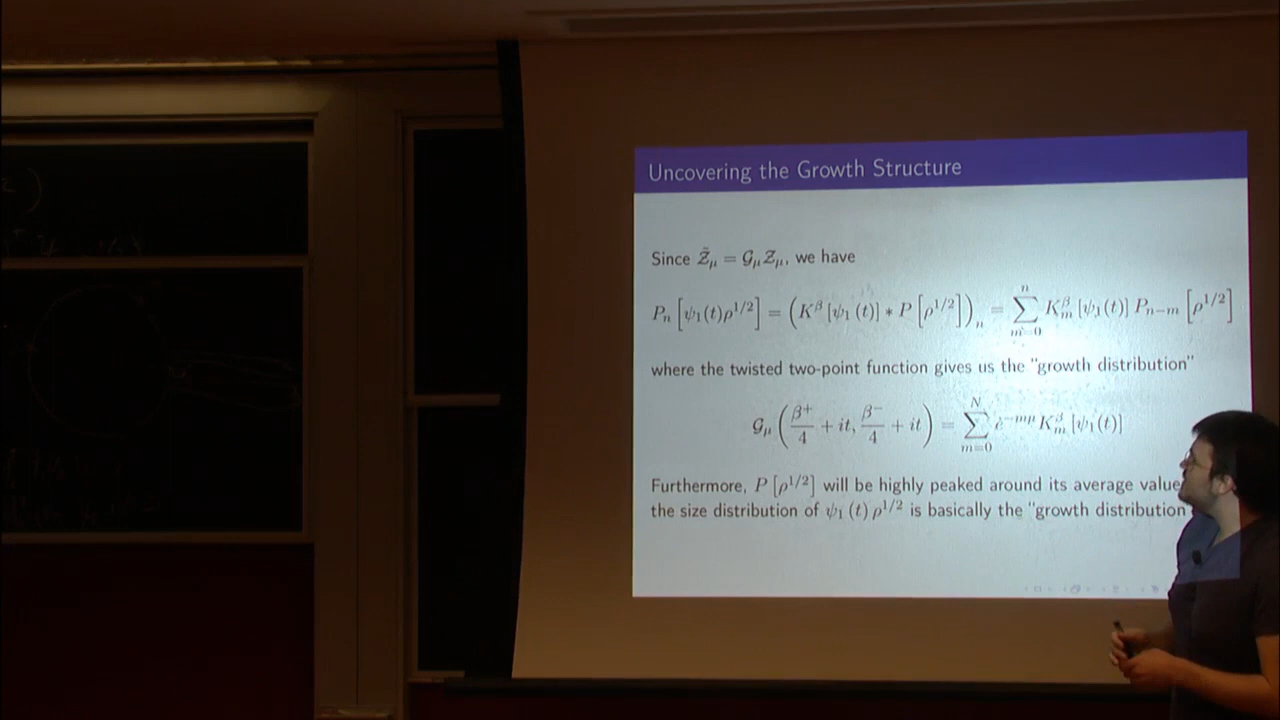 Uncovering the Growth Structure
Since $\tilde{\mathcal{Z}}_\mu = \mathcal{G}_\mu \mathcal{Z}_\mu$, we have
$P_n\left[\psi_1(t)\rho^{1/2}\right] = \left(K^\beta\left[\psi_1(t)\right] * P\left[\rho^{1/2}\right]\right)_n = \sum_{m=0}^{n} K_m^\beta\left[\psi_1(t)\right] P_{n-m}\left[\rho^{1/2}\right]$
where the twisted two-point function gives us the "growth distribution"
$\mathcal{G}_\mu\left(\frac{\beta^+}{4} + it, \frac{\beta^-}{4} + it\right) = \sum_{m=0}^{N} e^{-m\mu} K_m^\beta\left[\psi_1(t)\right]$
Furthermore, $P\left[\rho^{1/2}\right]$ will be highly peaked around its average value
the size distribution of $\psi_1(t)\rho^{1/2}$ is basically the "growth distribution